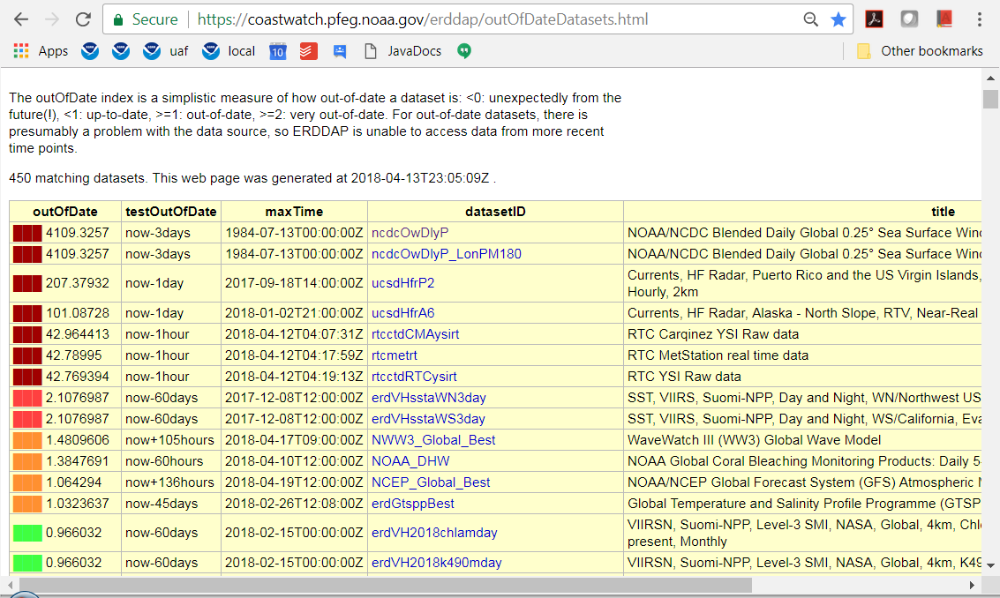 Secure https://coastwatch.pfeg.noaa.gov/erddap/outOfDateDatasets.html
Apps uaf local 10 JavaDocs Other bookmarks
The outOfDate index is a simplistic measure of how out-of-date a dataset is: <0: unexpectedly from the
future(!), <1: up-to-date, >=1: out-of-date, >=2: very out-of-date. For out-of-date datasets, there is
presumably a problem with the data source, so ERDDAP is unable to access data from more recent
time points.
450 matching datasets. This web page was generated at 2018-04-13T23:05:09Z .
outOfDate testOutOfDate maxTime datasetID title
4109.3257 now-3days 1984-07-13T00:00:00Z ncdcOwDlyP NOAA/NCDC Blended Daily Global 0.25° Sea Surface Winc
4109.3257 now-3days 1984-07-13T00:00:00Z ncdcOwDlyP_LonPM180 NOAA/NCDC Blended Daily Global 0.25° Sea Surface Winc
207.37932 now-1day 2017-09-18T14:00:00Z ucsdHfrP2 Currents, HF Radar, Puerto Rico and the US Virgin Islands,
Hourly, 2km
101.08728 now-1day 2018-01-02T21:00:00Z ucsdHfrA6 Currents, HF Radar, Alaska - North Slope, RTV, Near-Real
42.964413 now-1hour 2018-04-12T04:07:31Z rtcctdCMAysirt RTC Carqinez YSI Raw data
42.78995 now-1hour 2018-04-12T04:17:59Z rtcmetrt RTC MetStation real time data
42.769394 now-1hour 2018-04-12T04:19:13Z rtcctdRTCysirt RTC YSI Raw data
2.1076987 now-60days 2017-12-08T12:00:00Z erdVHsstaWN3day SST, VIIRS, Suomi-NPP, Day and Night, WN/Northwest US
2.1076987 now-60days 2017-12-08T12:00:00Z erdVHsstaWS3day SST, VIIRS, Suomi-NPP, Day and Night, WS/California, Eva
1.4809606 now+105hours 2018-04-17T09:00:00Z NWW3_Global_Best WaveWatch III (WW3) Global Wave Model
1.3847691 now-60hours 2018-04-10T12:00:00Z NOAA_DHW NOAA Global Coral Bleaching Monitoring Products: Daily 5-
1.064294 now+136hours 2018-04-19T12:00:00Z NCEP_Global_Best NOAA/NCEP Global Forecast System (GFS) Atmospheric
1.0323637 now-45days 2018-02-26T12:08:00Z erdGtsppBest Global Temperature and Salinity Profile Programme (GTSP
0.966032 now-60days 2018-02-15T00:00:00Z erdVH2018chlamday VIIRSN, Suomi-NPP, Level-3 SMI, NASA, Global, 4km, Chl
present, Monthly
0.966032 now-60days 2018-02-15T00:00:00Z erdVH2018k490mday VIIRSN, Suomi-NPP, Level-3 SMI, NASA, Global, 4km, K49